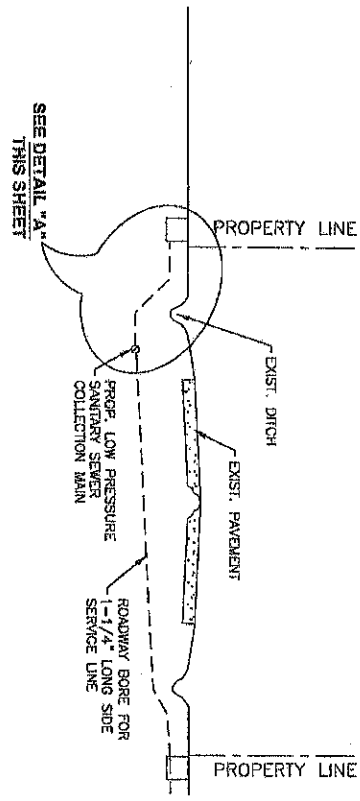 PROPERTY LINE
SEE DETAIL "A"
THIS SHEET
EXIST. DITCH
EXIST. PAVEMENT
PROP. LOW PRESSURE
SANITARY SEWER
COLLECTION MAIN
ROADWAY BORE FOR
1-1/4" LONG SIDE
SERVICE LINE
PROPERTY LINE